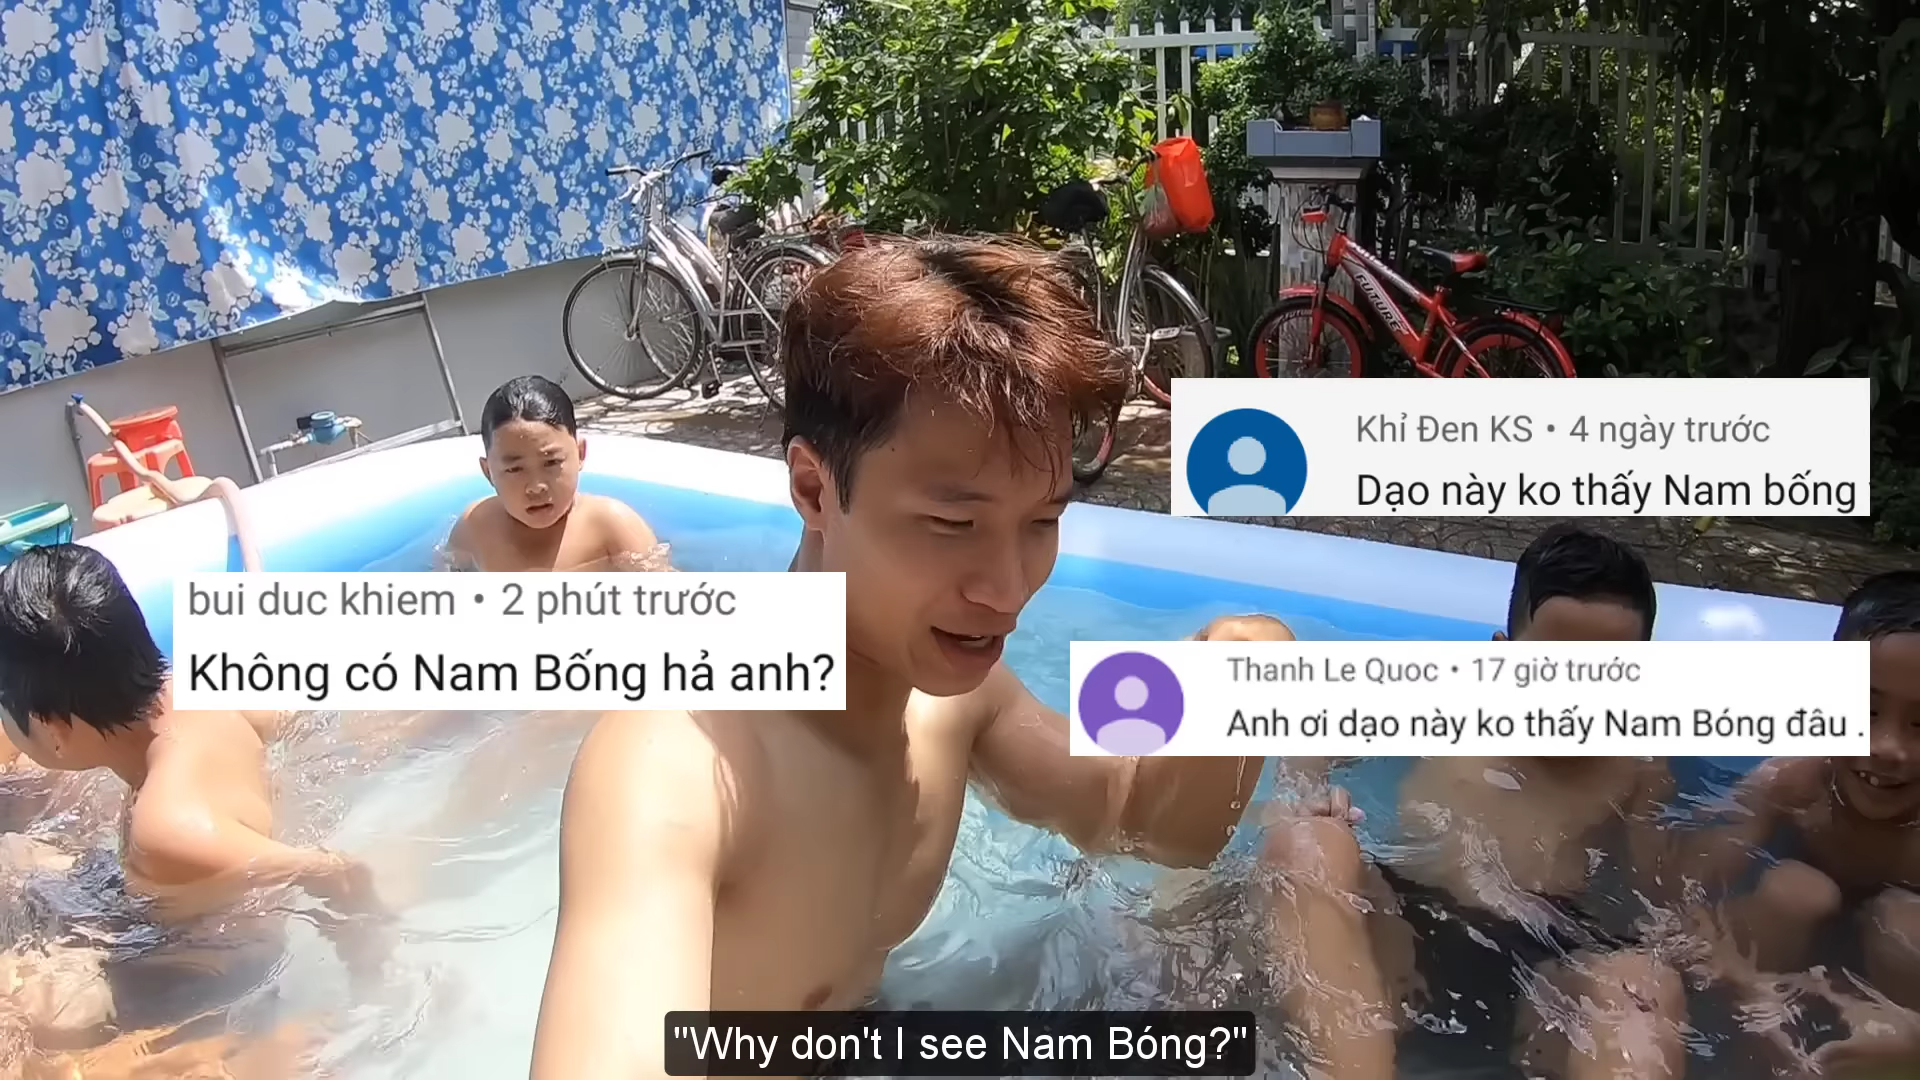 FUTURE
Khỉ Đen KS • 4 ngày trước
Dạo này ko thấy Nam bống
bui duc khiem • 2 phút trước
Không có Nam Bống hả anh?
Thanh Le Quoc • 17 giờ trước
Anh ơi dạo này ko thấy Nam Bóng đâu .
"Why don't I see Nam Bóng?"